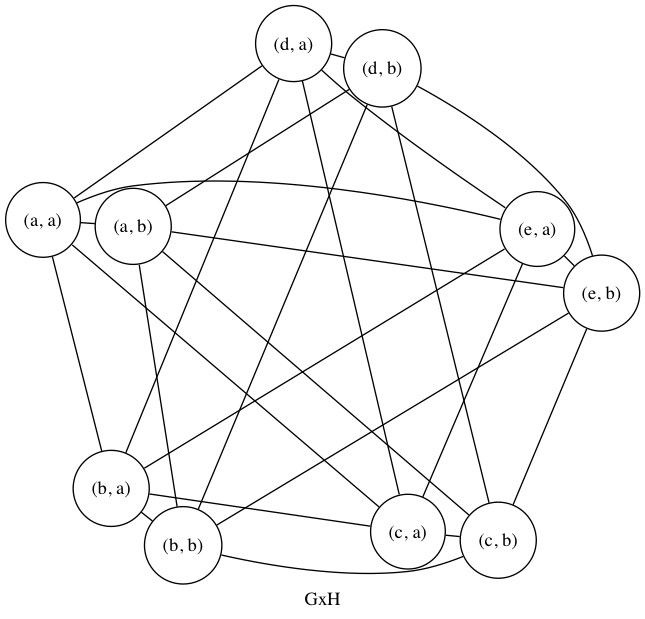 (d, a)
(d, b)
(a, a)
(a, b)
(e, a)
(e, b)
(b, a)
(b, b)
(c, a)
(c, b)
GxH